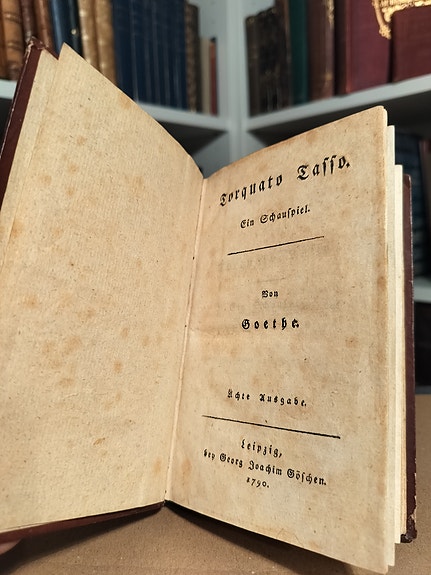 Torquato Taſſo.
Ein Schauſpiel.
Von
Goethe.
Ächte Ausgabe.
Leipzig,
bey Georg Joachim Göſchen.
1790.